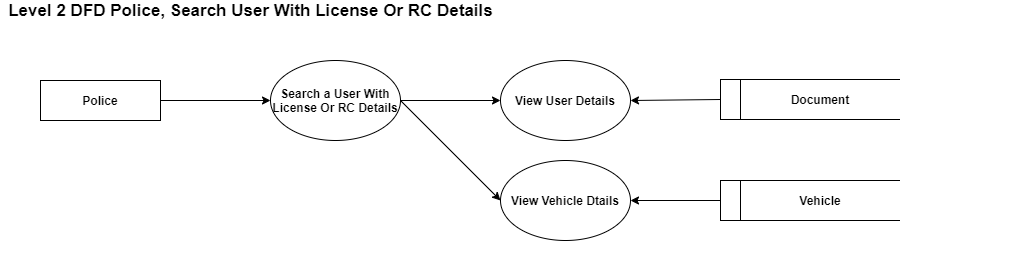 Level 2 DFD Police, Search User With License Or RC Details
Police
Search a User With
License Or RC Details
View User Details
Document
View Vehicle Dtails
Vehicle